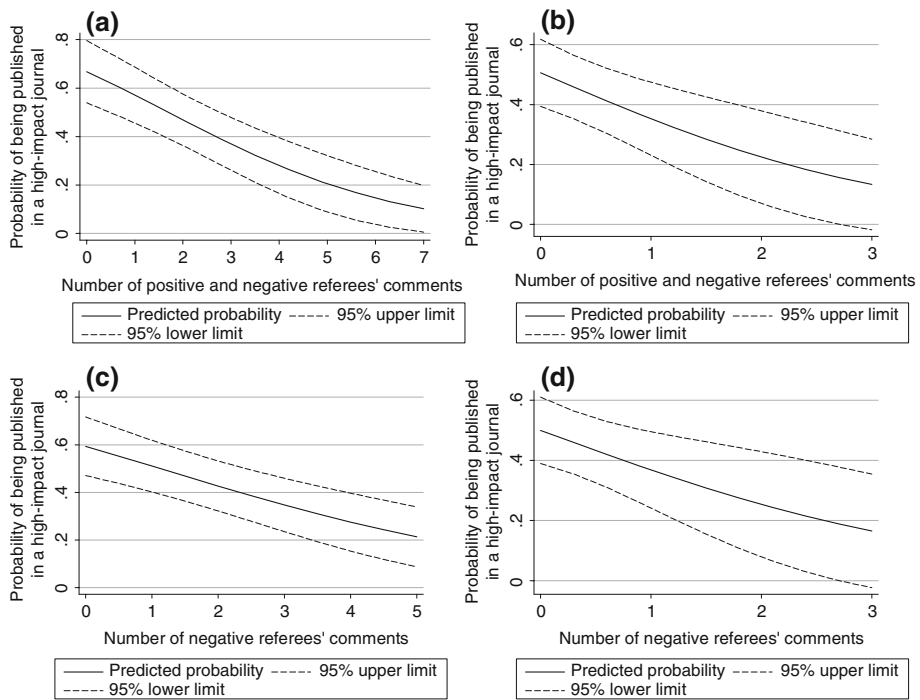 (a)
Probability of being published
in a high-impact journal
.8
.6
.4
.2
0
0 1 2 3 4 5 6 7
Number of positive and negative referees' comments
Predicted probability 95% upper limit
95% lower limit
(b)
Probability of being published
in a high-impact journal
.6
.4
.2
0
0 1 2 3
Number of positive and negative referees' comments
Predicted probability 95% upper limit
95% lower limit
(c)
Probability of being published
in a high-impact journal
.8
.6
.4
.2
0
0 1 2 3 4 5
Number of negative referees' comments
Predicted probability 95% upper limit
95% lower limit
(d)
Probability of being published
in a high-impact journal
.6
.4
.2
0
0 1 2 3
Number of negative referees' comments
Predicted probability 95% upper limit
95% lower limit